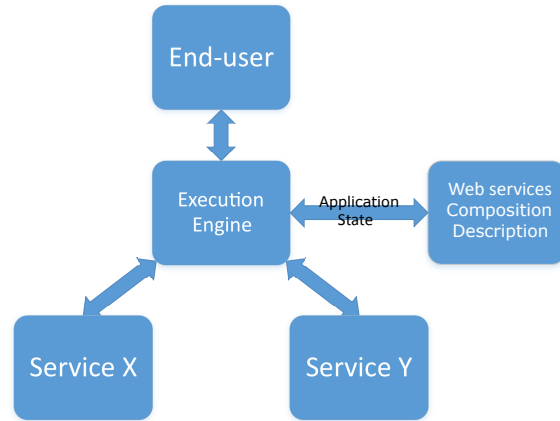 End-user
Execution
Engine
Application
State
Web services
Composition
Description
Service X
Service Y